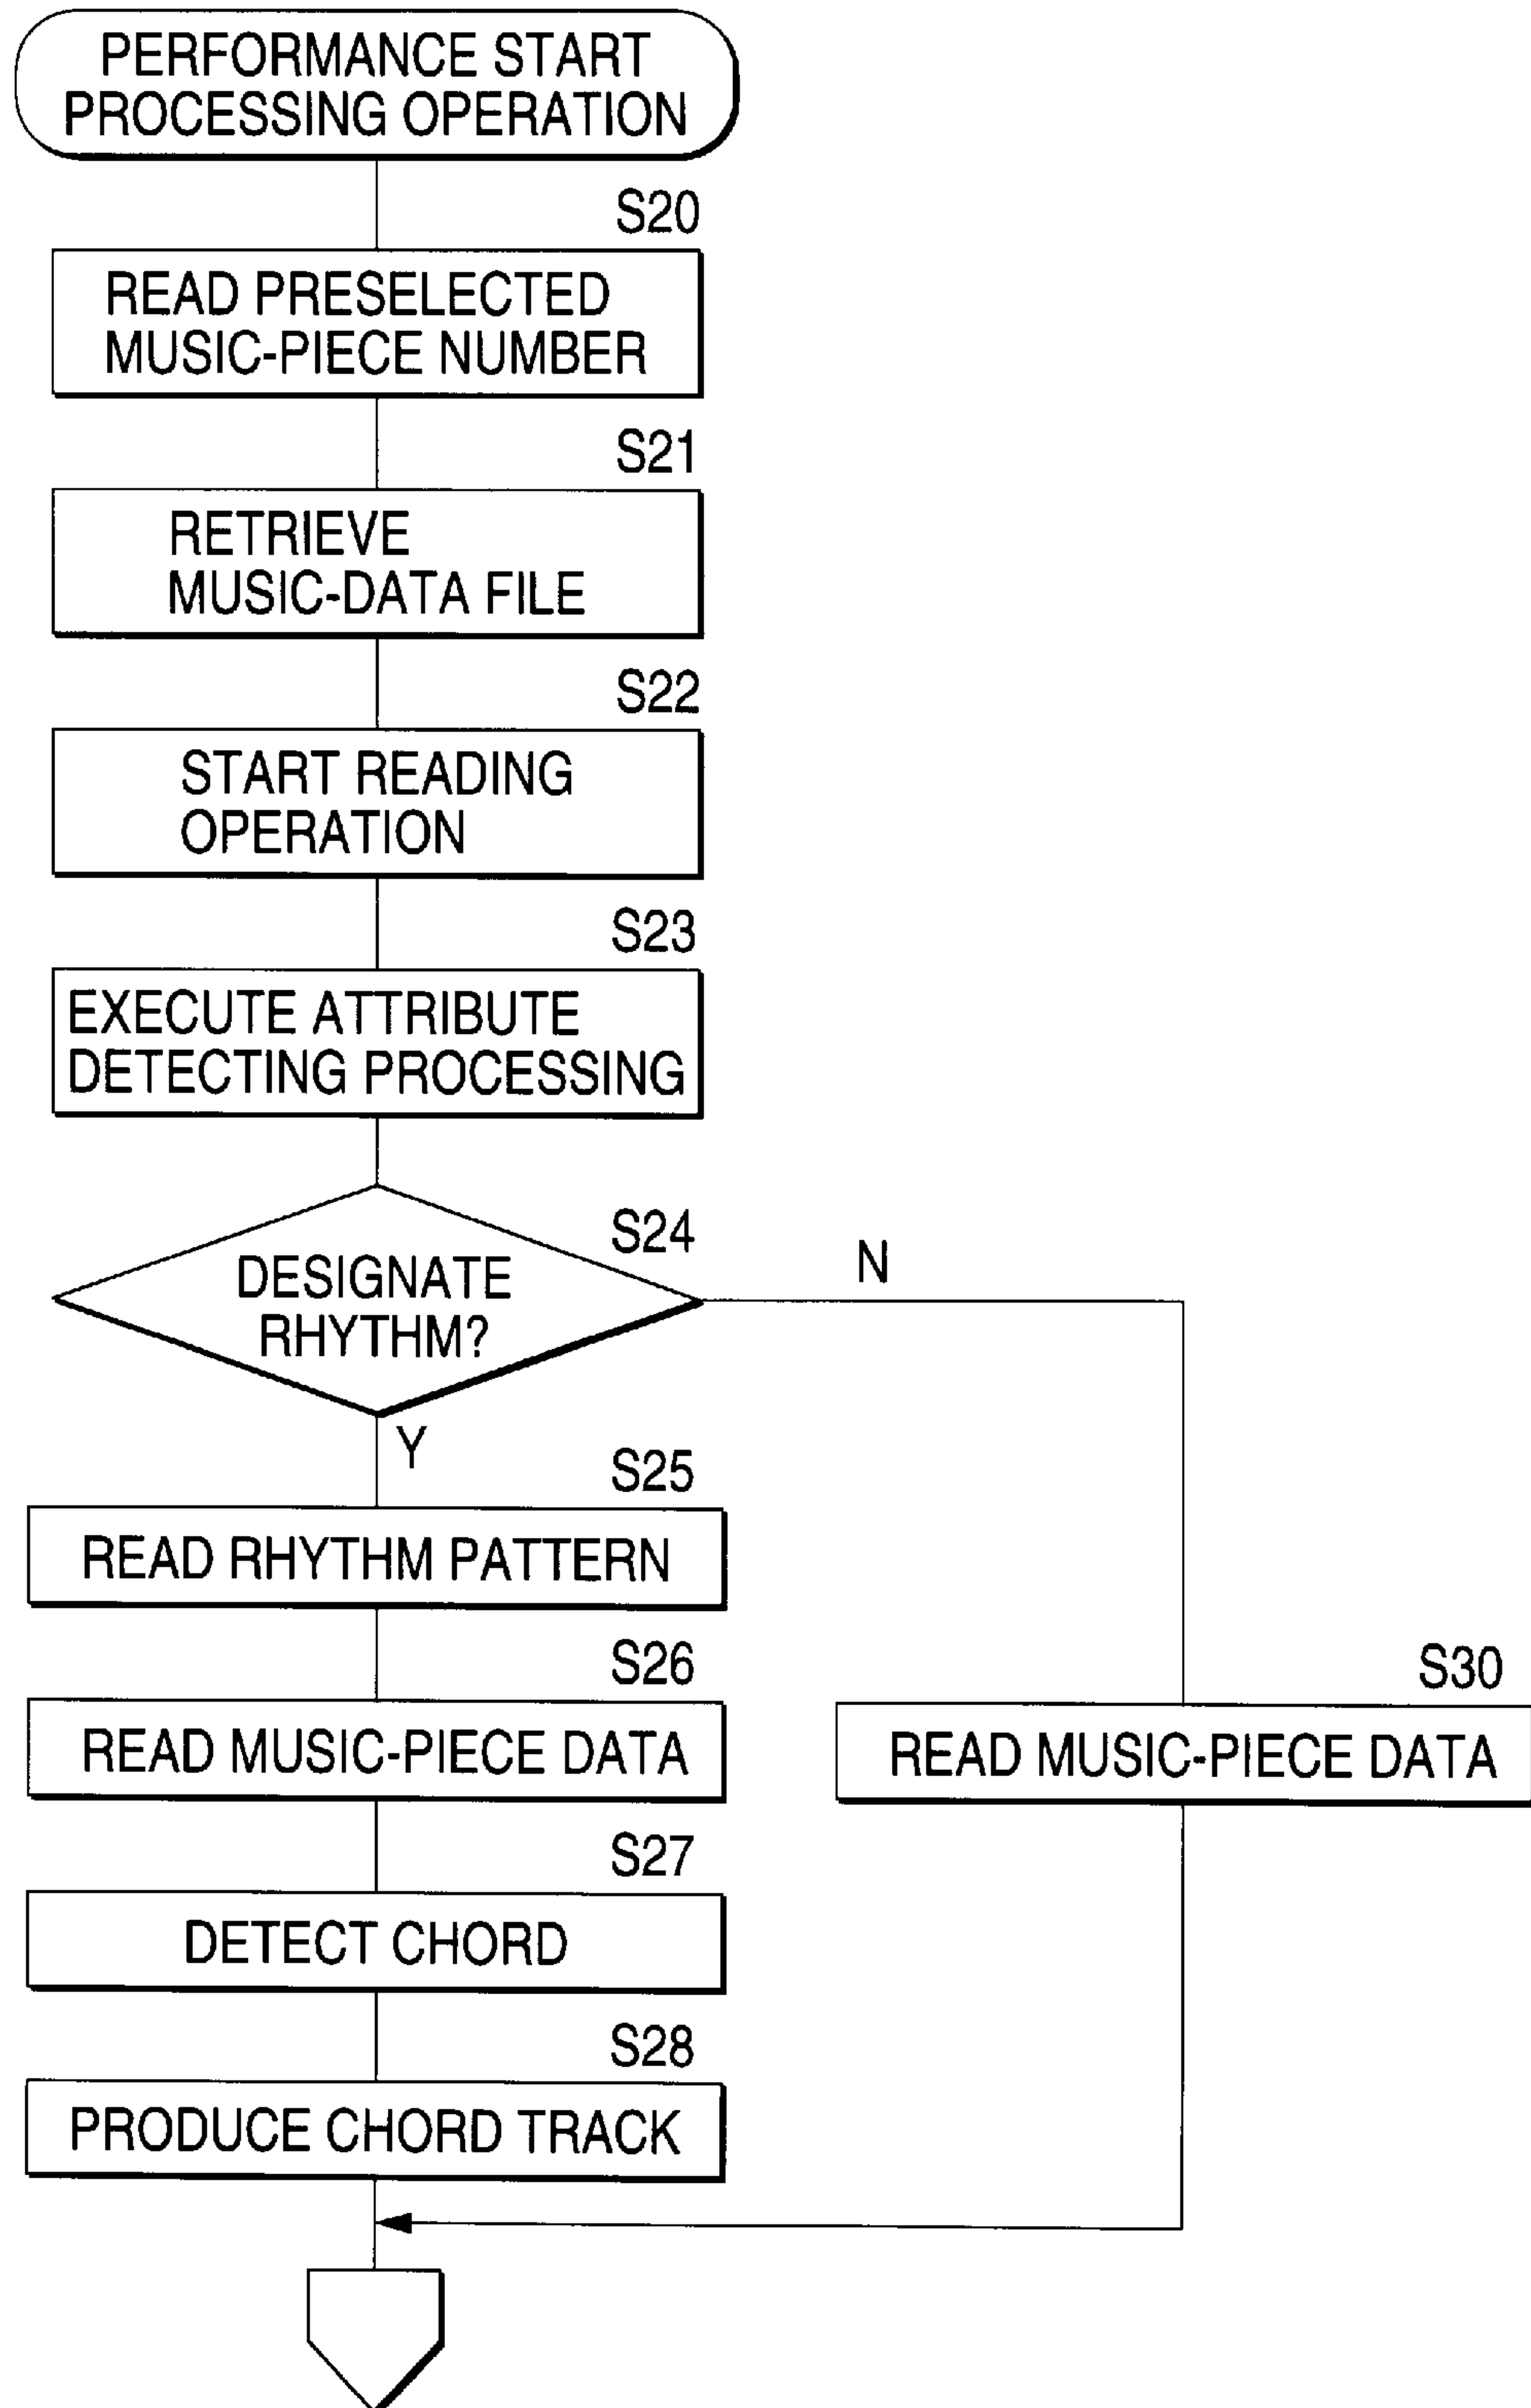 PERFORMANCE START
PROCESSING OPERATION
S20
READ PRESELECTED
MUSIC-PIECE NUMBER
S21
RETRIEVE
MUSIC-DATA FILE
S22
START READING
OPERATION
S23
EXECUTE ATTRIBUTE
DETECTING PROCESSING
S24
DESIGNATE
RHYTHM?
N
Y
S25
READ RHYTHM PATTERN
S26
READ MUSIC-PIECE DATA
S30
READ MUSIC-PIECE DATA
S27
DETECT CHORD
S28
PRODUCE CHORD TRACK